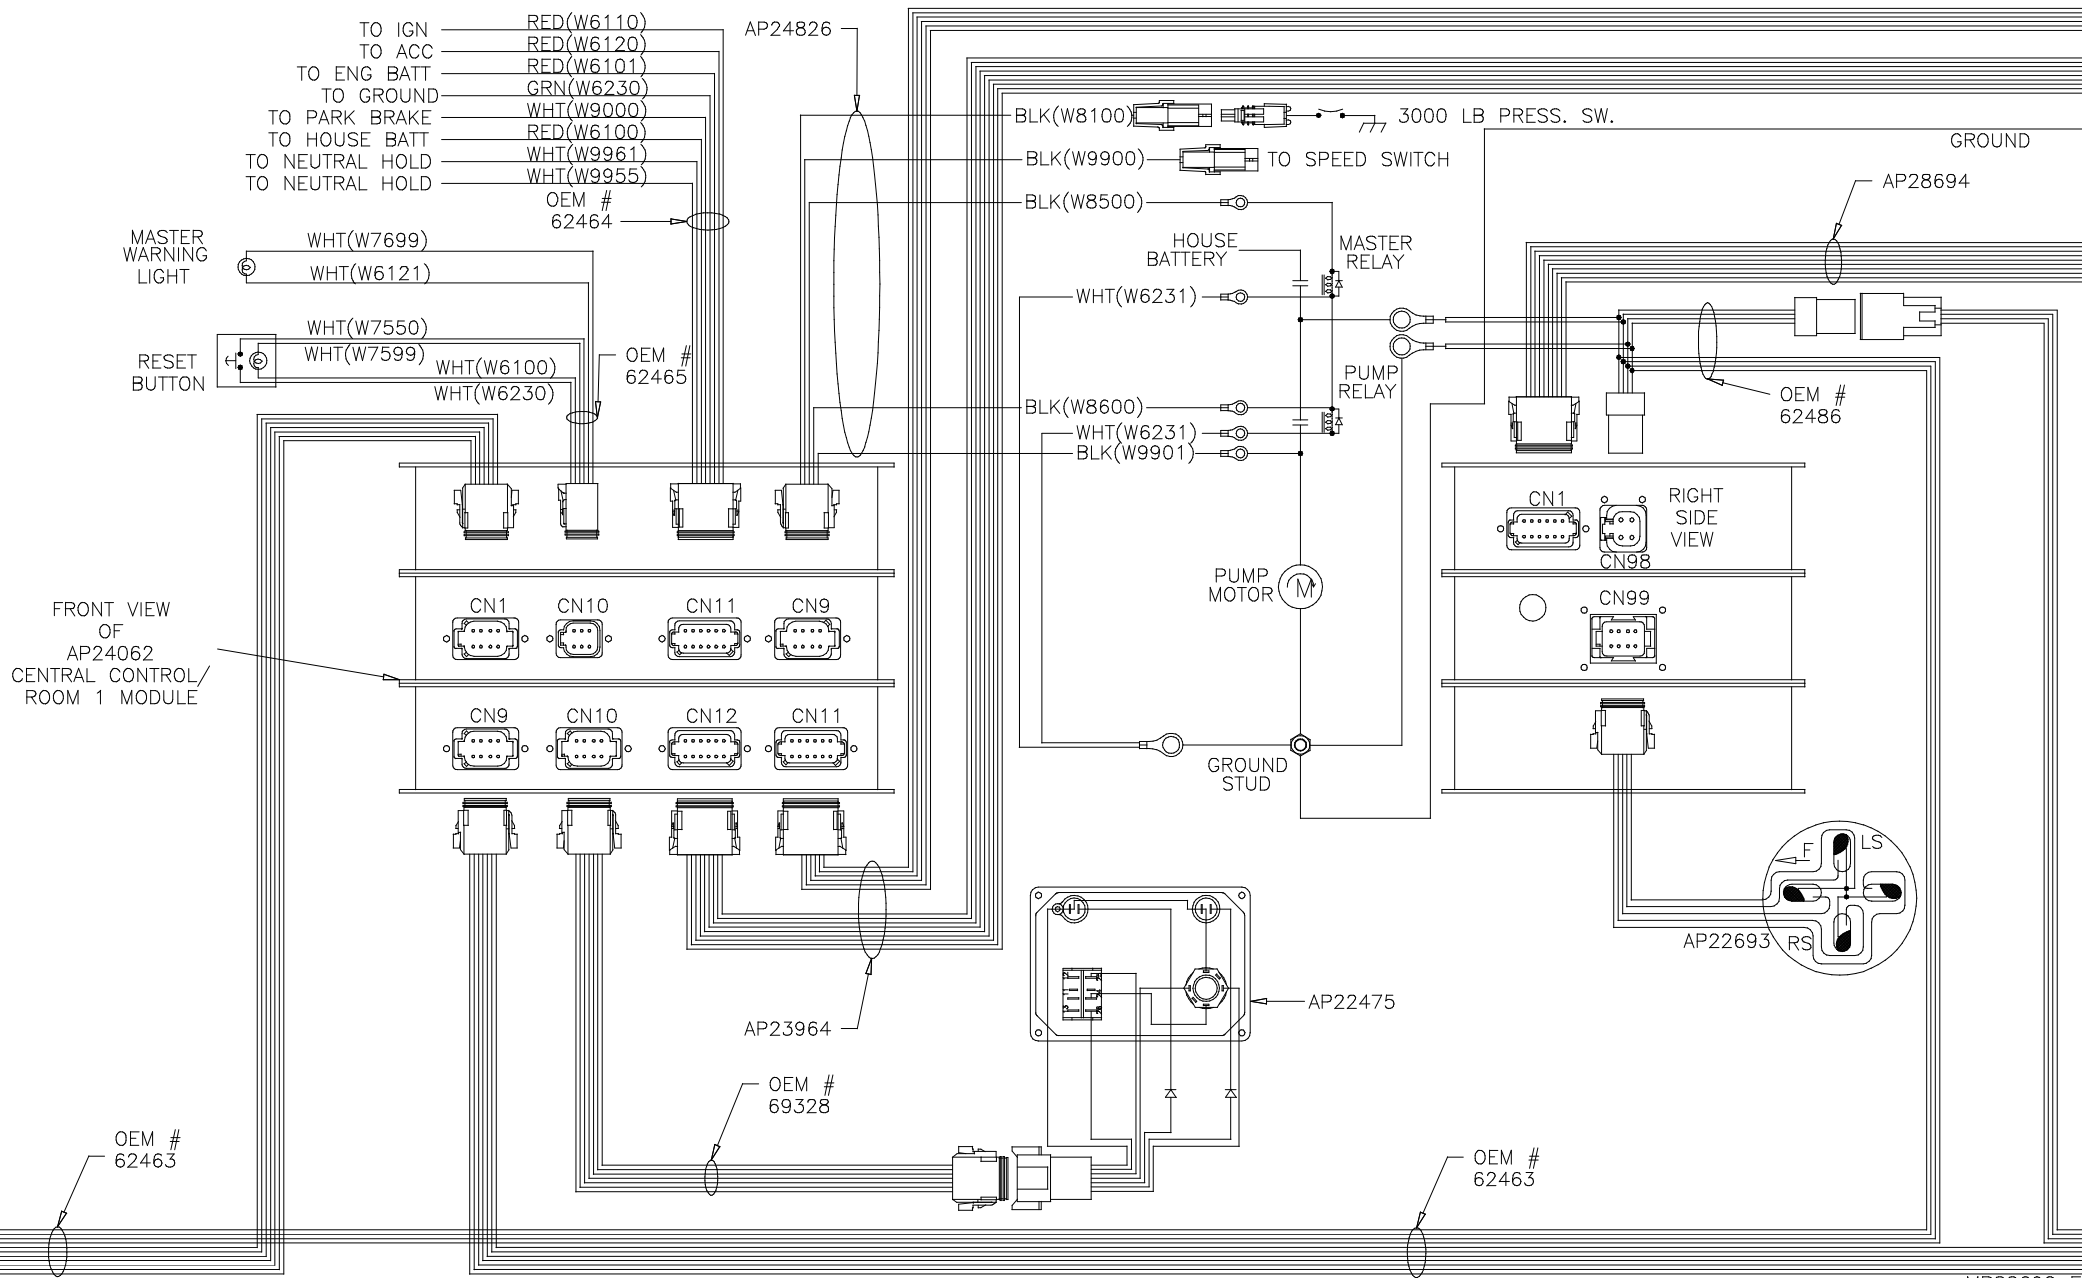 TO IGN RED(W6110)
TO ACC RED(W6120)
TO ENG BATT RED(W6101)
TO GROUND GRN(W6230)
TO PARK BRAKE WHT(W9000)
TO HOUSE BATT RED(W6100)
TO NEUTRAL HOLD WHT(W9961)
TO NEUTRAL HOLD WHT(W9955)
OEM #
62464
AP24826
BLK(W8100)
3000 LB PRESS. SW.
GROUND
BLK(W9900)
TO SPEED SWITCH
AP28694
BLK(W8500)
MASTER
WARNING
LIGHT
WHT(W7699)
WHT(W6121)
HOUSE
BATTERY
MASTER
RELAY
WHT(W6231)
WHT(W7550)
WHT(W7599)
RESET
BUTTON
WHT(W6100)
WHT(W6230)
OEM #
62465
PUMP
RELAY
BLK(W8600)
WHT(W6231)
BLK(W9901)
OEM #
62486
CN1
RIGHT
SIDE
VIEW
CN98
PUMP
MOTOR
M
CN99
FRONT VIEW
OF
AP24062
CENTRAL CONTROL/
ROOM 1 MODULE
CN1
CN10
CN11
CN9
CN9
CN10
CN12
CN11
GROUND
STUD
F
LS
RS
AP22693
AP23964
AP22475
OEM #
69328
OEM #
62463
OEM #
62463